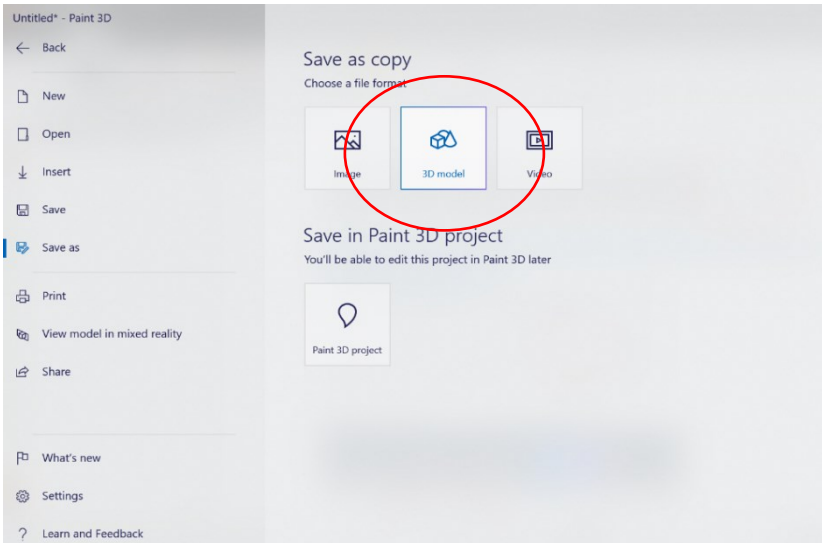 Untitled* - Paint 3D
Back
New
Open
Insert
Save
Save as
Print
View model in mixed reality
Share
What's new
Settings
Learn and Feedback
Save as copy
Choose a file format
Image
3D model
Video
Save in Paint 3D project
You'll be able to edit this project in Paint 3D later
Paint 3D project